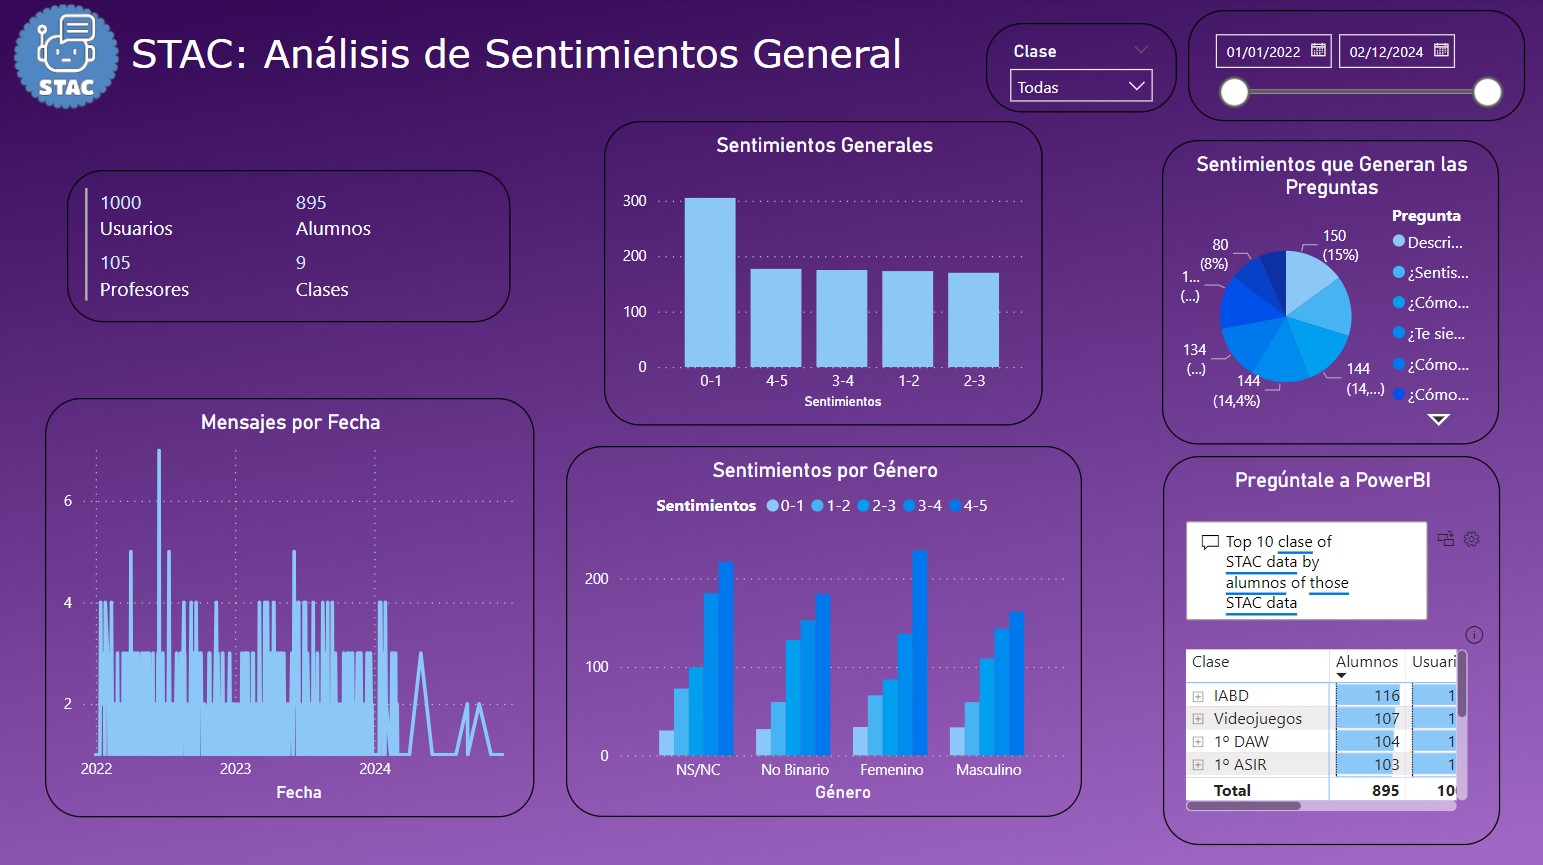 STAC
STAC: Análisis de Sentimientos General
Clase
Todas
01/01/2022
02/12/2024
1000
Usuarios
895
Alumnos
105
Profesores
9
Clases
Sentimientos Generales
300
200
100
0
0-1 4-5 3-4 1-2 2-3
Sentimientos
Sentimientos que Generan las
Preguntas
150
(15%)
80
(8%)
1...
(...)
134
(...)
144
(14,4%)
144
(14,...)
Pregunta
Descri...
¿Sentis...
¿Cómo...
¿Te sie...
¿Cómo...
¿Cómo...
Mensajes por Fecha
6
4
2
2022 2023 2024
Fecha
Sentimientos por Género
Sentimientos 0-1 1-2 2-3 3-4 4-5
200
100
0
NS/NC No Binario Femenino Masculino
Género
Pregúntale a PowerBI
Top 10 clase of
STAC data by
alumnos of those
STAC data
Clase Alumnos Usuari
IABD 116 1
Videojuegos 107 1
1º DAW 104 1
1º ASIR 103 1
Total 895 10